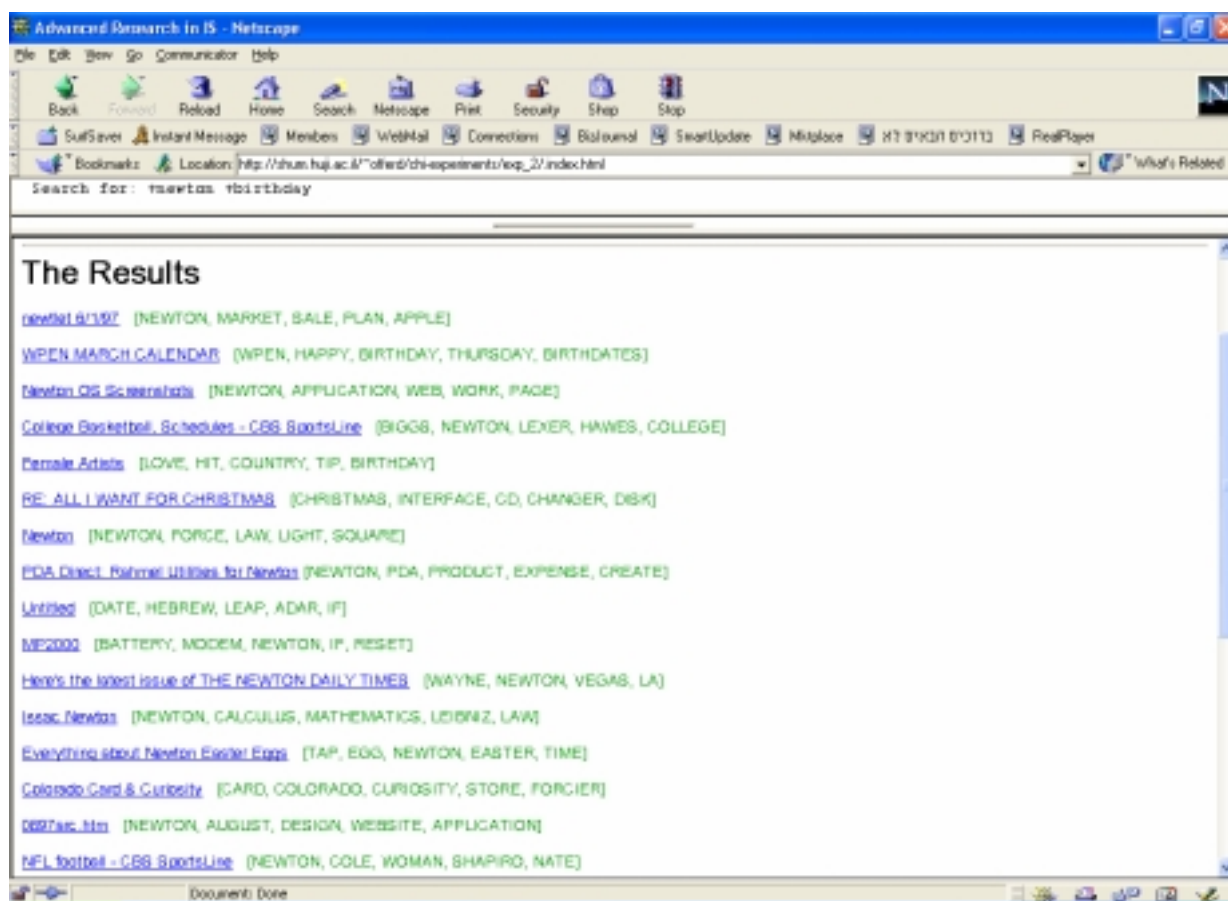 Advanced Research in IS - Netscape
File Edit View Go Communicator Help
Back Forward Reload Home Search Netscape Print Security Shop Stop
SurfSaver Instant Message Members WebMail Connections BizJournal SmartUpdate Mktplace ברוכים הבאים לא RealPlayer
Bookmarks Location: http://shum.huji.ac.il/~offerd/chi-experiments/exp_2/.index.html What's Related
Search for: +newton +birthday
The Results
newtlet 6/1/97 [NEWTON, MARKET, SALE, PLAN, APPLE]
WPEN MARCH CALENDAR [WPEN, HAPPY, BIRTHDAY, THURSDAY, BIRTHDATES]
Newton OS Screenshots [NEWTON, APPLICATION, WEB, WORK, PAGE]
College Basketball, Schedules - CBS SportsLine [BIGGS, NEWTON, LEXER, HAWES, COLLEGE]
Female Artists [LOVE, HIT, COUNTRY, TIP, BIRTHDAY]
RE: ALL I WANT FOR CHRISTMAS [CHRISTMAS, INTERFACE, CD, CHANGER, DISK]
Newton [NEWTON, FORCE, LAW, LIGHT, SQUARE]
PDA Direct, Utilities for Newton [NEWTON, PDA, PRODUCT, EXPENSE, CREATE]
Untitled [DATE, HEBREW, LEAP, ADAR, IF]
MP2000 [BATTERY, MODEM, NEWTON, IP, RESET]
Here's the latest issue of THE NEWTON DAILY TIMES [WAYNE, NEWTON, VEGAS, LA]
Issac Newton [NEWTON, CALCULUS, MATHEMATICS, LEIBNIZ, LAW]
Everything about Newton Easter Eggs [TAP, EGG, NEWTON, EASTER, TIME]
Colorado Card & Curiosity [CARD, COLORADO, CURIOSITY, STORE, FORCIER]
0897arc.htm [NEWTON, AUGUST, DESIGN, WEBSITE, APPLICATION]
NFL football - CBS SportsLine [NEWTON, COLE, WOMAN, SHAPIRO, NATE]
Document: Done